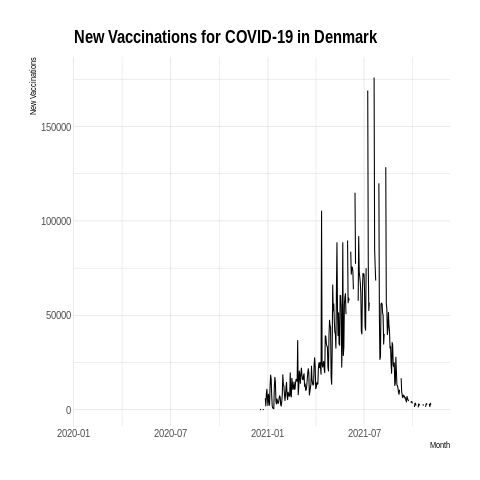 New Vaccinations for COVID-19 in Denmark
New Vaccinations
150000
100000
50000
0
2020-01 2020-07 2021-01 2021-07
Month